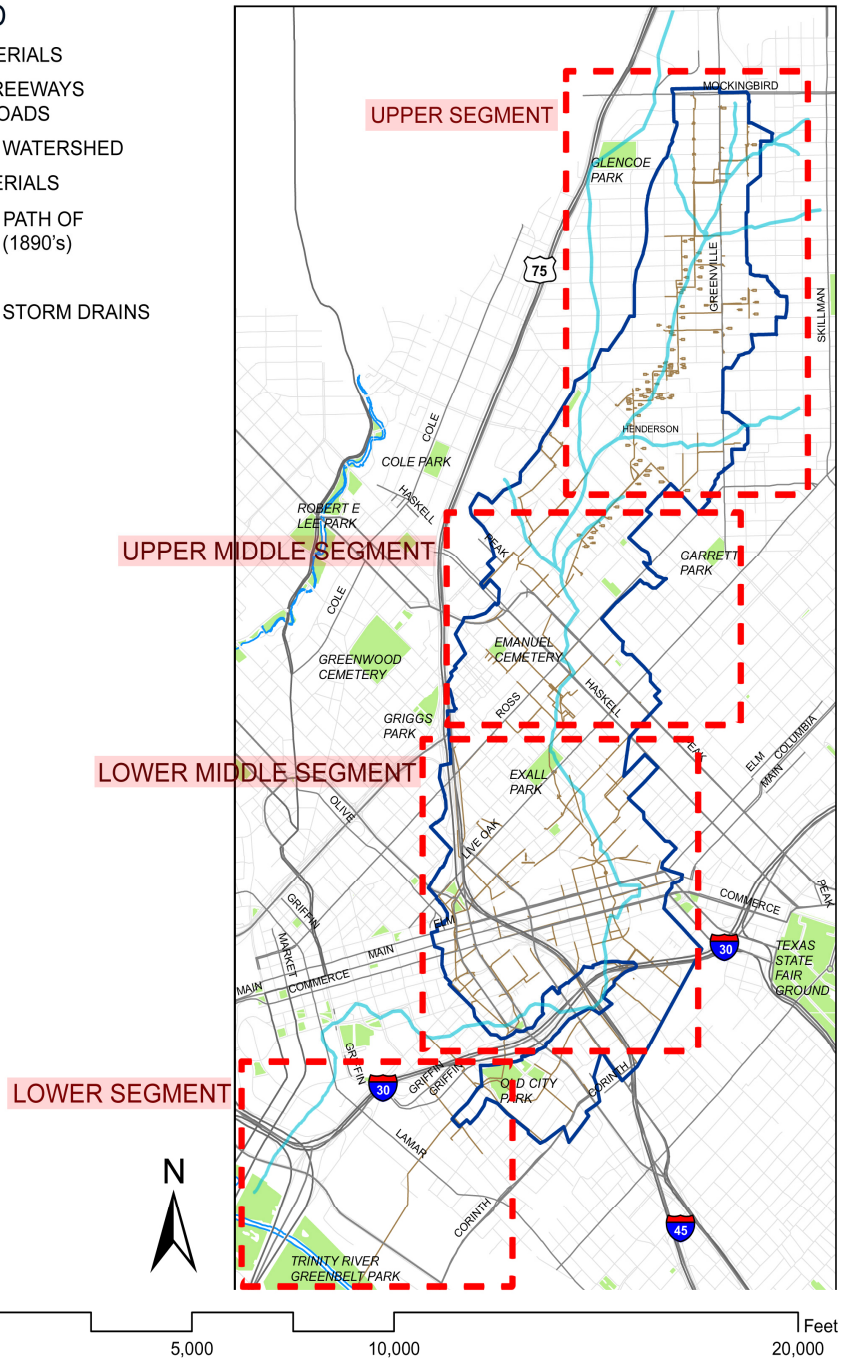 ERIALS
REEWAYS
OADS
WATERSHED
ERIALS
PATH OF
(1890's)
STORM DRAINS
MOCKINGBIRD
UPPER SEGMENT
GLENCOE
PARK
75
GREENVILLE
SKILLMAN
COLE
HENDERSON
COLE PARK
HASKELL
ROBERT E
LEE PARK
PEAK
UPPER MIDDLE SEGMENT
GARRETT
PARK
COLE
EMANUEL
CEMETERY
GREENWOOD
CEMETERY
HASKELL
ROSS
GRIGGS
PARK
EAK
COLUMBIA
ELM
MAIN
LOWER MIDDLE SEGMENT
EXALL
PARK
OLIVE
LIVE OAK
PEAK
COMMERCE
GRIFFIN
ELM
MARKET
MAIN
30
TEXAS
STATE
FAIR
GROUND
COMMERCE
MAIN
GRIFFIN
GRIFFIN
GRIFFIN
CORINTH
30
OLD CITY
PARK
LOWER SEGMENT
LAMAR
N
CORINTH
45
TRINITY RIVER
GREENBELT PARK
Feet
5,000
10,000
20,000